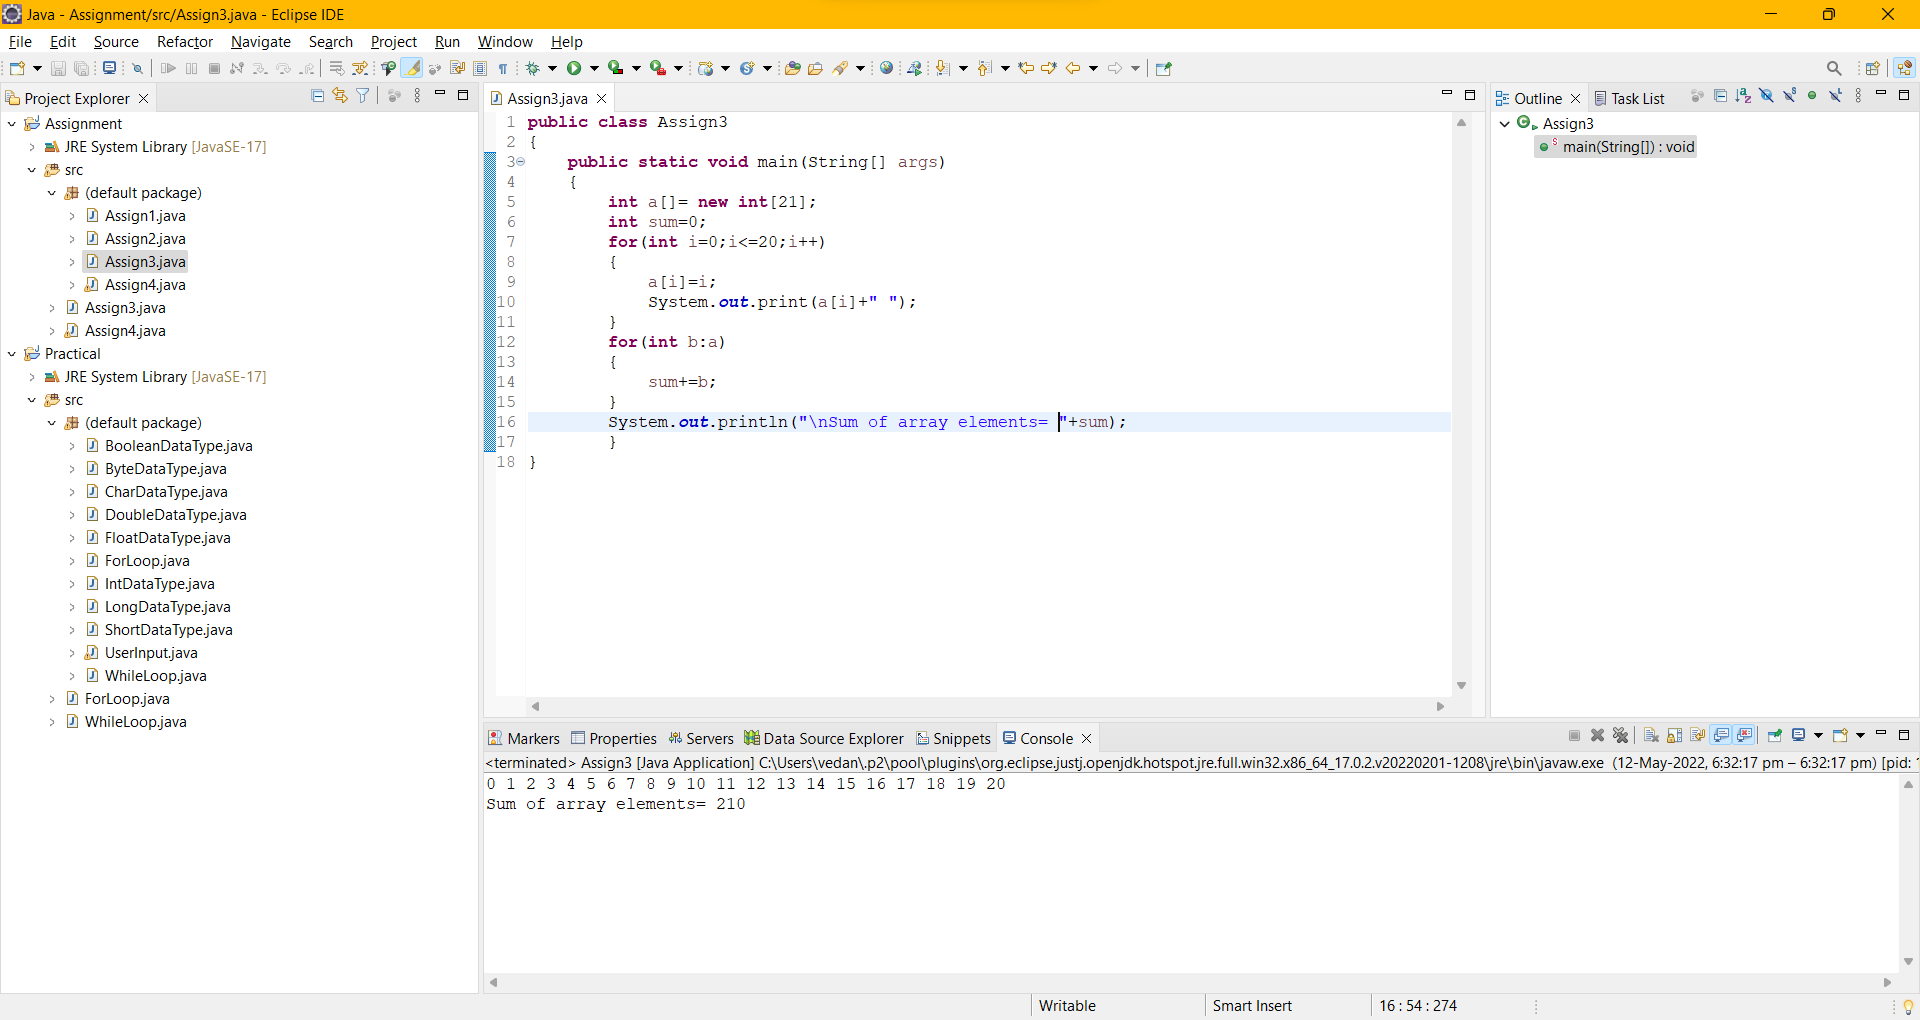 Java - Assignment/src/Assign3.java - Eclipse IDE
File Edit Source Refactor Navigate Search Project Run Window Help
Project Explorer
Assignment
JRE System Library [JavaSE-17]
src
(default package)
Assign1.java
Assign2.java
Assign3.java
Assign4.java
Assign3.java
Assign4.java
Practical
JRE System Library [JavaSE-17]
src
(default package)
BooleanDataType.java
ByteDataType.java
CharDataType.java
DoubleDataType.java
FloatDataType.java
ForLoop.java
IntDataType.java
LongDataType.java
ShortDataType.java
UserInput.java
WhileLoop.java
ForLoop.java
WhileLoop.java
Assign3.java
1 public class Assign3
2 {
3 public static void main(String[] args)
4 {
5 int a[]= new int[21];
6 int sum=0;
7 for(int i=0;i<=20;i++)
8 {
9 a[i]=i;
10 System.out.print(a[i]+" ");
11 }
12 for(int b:a)
13 {
14 sum+=b;
15 }
16 System.out.println("\nSum of array elements= "+sum);
17 }
18 }
Outline Task List
Assign3
main(String[]) : void
Markers Properties Servers Data Source Explorer Snippets Console
<terminated> Assign3 [Java Application] C:\Users\vedan\.p2\pool\plugins\org.eclipse.justj.openjdk.hotspot.jre.full.win32.x86_64_17.0.2.v20220201-1208\jre\bin\javaw.exe (12-May-2022, 6:32:17 pm – 6:32:17 pm) [pid: 1
0 1 2 3 4 5 6 7 8 9 10 11 12 13 14 15 16 17 18 19 20
Sum of array elements= 210
Writable Smart Insert 16 : 54 : 274